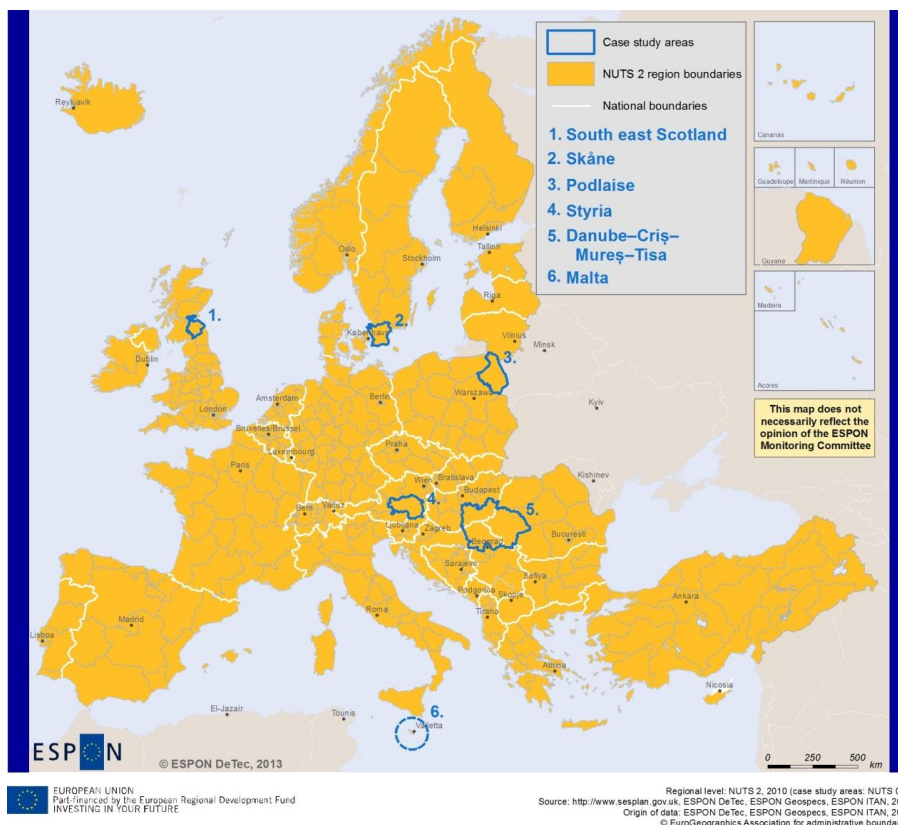 Case study areas
NUTS 2 region boundaries
National boundaries
1. South east Scotland
2. Skåne
3. Podlaise
4. Styria
5. Danube–Criş–
Mureş–Tisa
6. Malta
Canarias
Guadeloupe
Martinique
Réunion
Guyane
Madeira
Acores
This map does not
necessarily reflect the
opinion of the ESPON
Monitoring Committee
Reykjavik
Oslo
Stockholm
Helsinki
Tallinn
Riga
Vilnius
Minsk
1.
2.
København
3.
Dublin
London
Amsterdam
Berlin
Warszawa
Kyiv
Bruxelles/Brussel
Luxembourg
Praha
Paris
Kishinev
Wien
Bratislava
Budapest
4.
5.
Bern
Vaduz
Ljubljana
Zagreb
Beograd
Bucuresti
Sarajevo
Sofiya
Podgorica
Skopje
Tirana
Roma
Madrid
Lisboa
Ankara
Athina
Nicosia
El-Jazair
Tounis
6.
Valletta
ESPON
© ESPON DeTec, 2013
0 250 500
km
EUROPEAN UNION
Part-financed by the European Regional Development Fund
INVESTING IN YOUR FUTURE
Regional level: NUTS 2, 2010 (case study areas: NUTS
Source: http://www.sesplan.gov.uk, ESPON DeTec, ESPON Geospecs, ESPON ITAN,
Origin of data: ESPON DeTec, ESPON Geospecs, ESPON ITAN,
© EuroGeographics Association for administrative